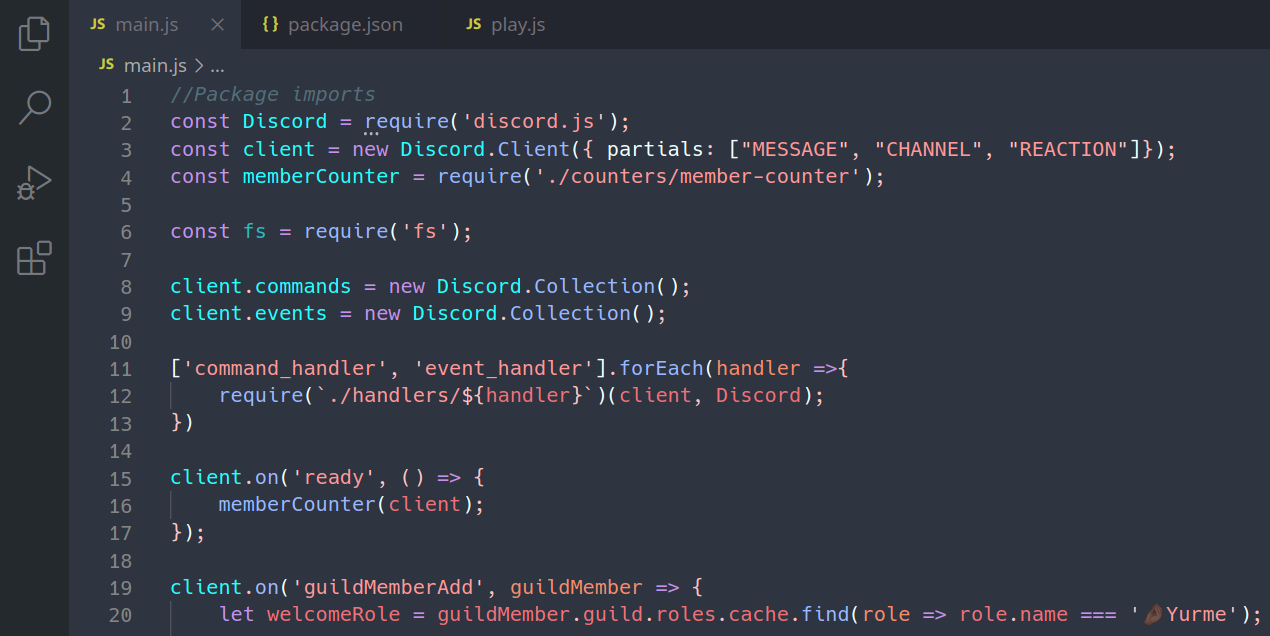 JS main.js × {} package.json JS play.js
JS main.js > ...
1 //Package imports
2 const Discord = require('discord.js');
3 const client = new Discord.Client({ partials: ["MESSAGE", "CHANNEL", "REACTION"]});
4 const memberCounter = require('./counters/member-counter');
5
6 const fs = require('fs');
7
8 client.commands = new Discord.Collection();
9 client.events = new Discord.Collection();
10
11 ['command_handler', 'event_handler'].forEach(handler =>{
12     require(`./handlers/${handler}`)(client, Discord);
13 })
14
15 client.on('ready', () => {
16     memberCounter(client);
17 });
18
19 client.on('guildMemberAdd', guildMember => {
20     let welcomeRole = guildMember.guild.roles.cache.find(role => role.name === '🤌🏿Yurme');